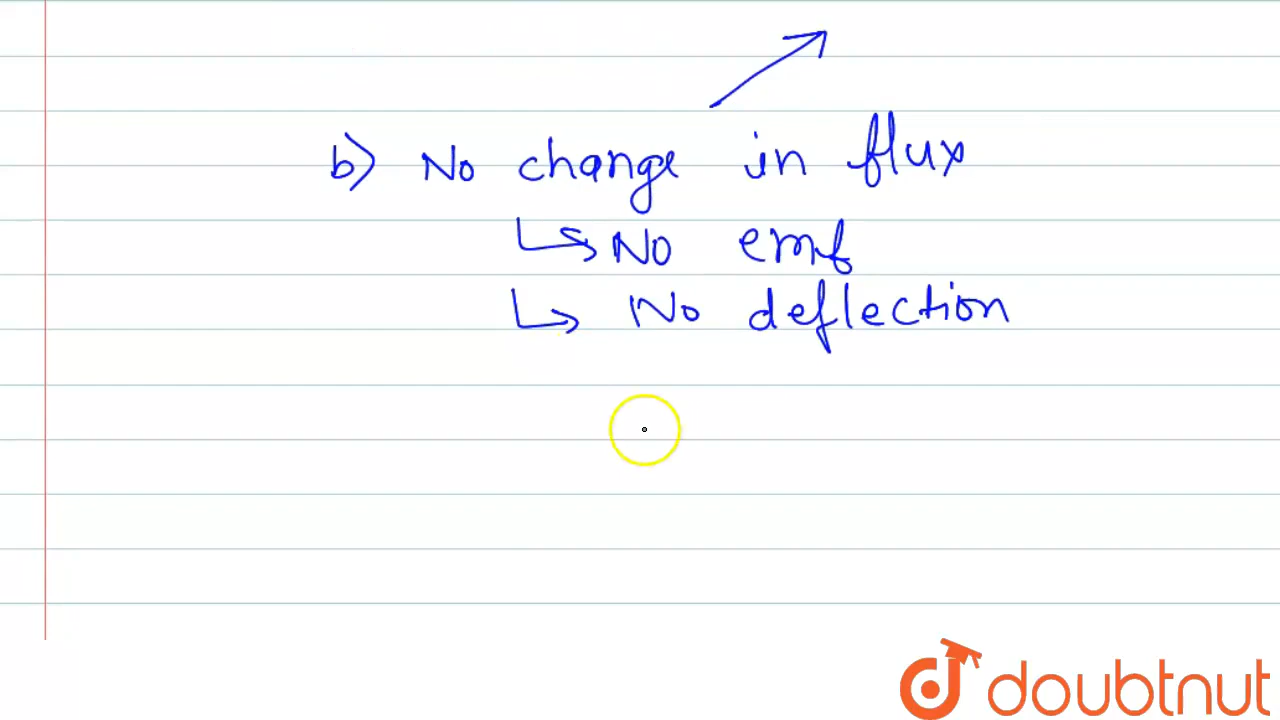 b) No change in flux
↳ No emf
↳ No deflection
doubtnut